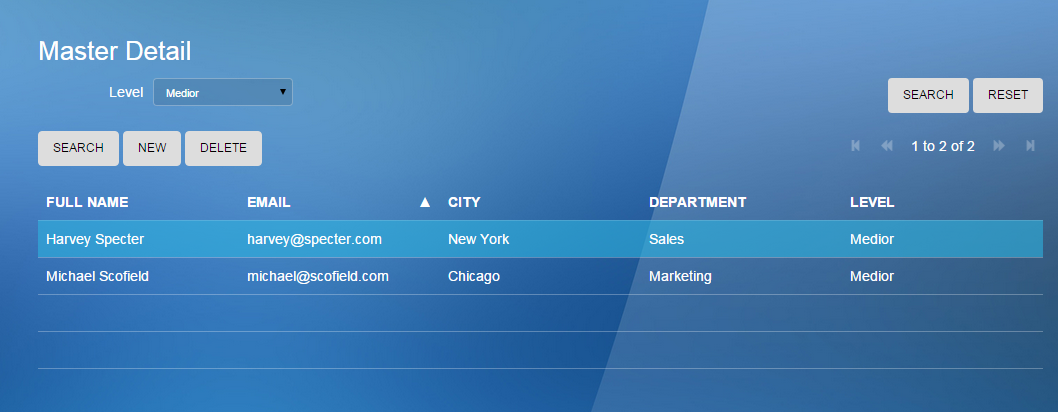 Master Detail
Level Medior SEARCH RESET
SEARCH NEW DELETE 1 to 2 of 2
FULL NAME EMAIL ▲ CITY DEPARTMENT LEVEL
Harvey Specter harvey@specter.com New York Sales Medior
Michael Scofield michael@scofield.com Chicago Marketing Medior